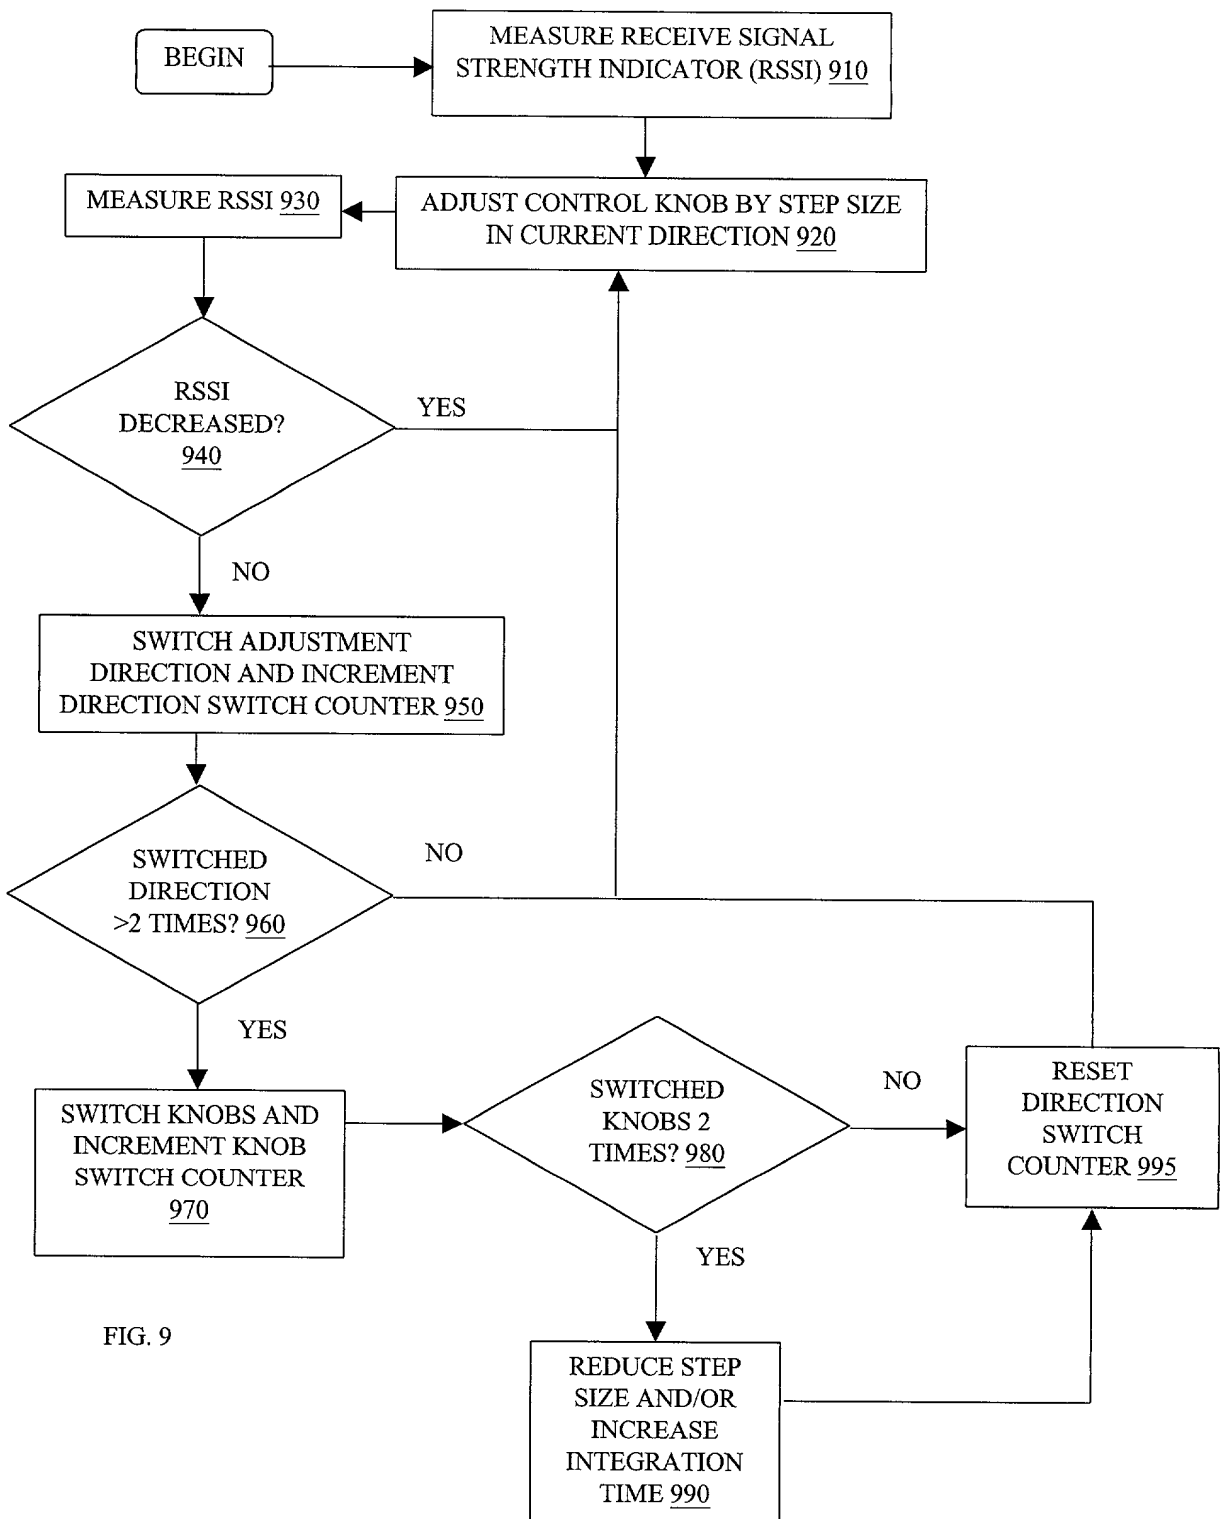 BEGIN
MEASURE RECEIVE SIGNAL
STRENGTH INDICATOR (RSSI) 910
MEASURE RSSI 930
ADJUST CONTROL KNOB BY STEP SIZE
IN CURRENT DIRECTION 920
RSSI
DECREASED?
940
YES
NO
SWITCH ADJUSTMENT
DIRECTION AND INCREMENT
DIRECTION SWITCH COUNTER 950
SWITCHED
DIRECTION
>2 TIMES? 960
NO
YES
SWITCH KNOBS AND
INCREMENT KNOB
SWITCH COUNTER
970
SWITCHED
KNOBS 2
TIMES? 980
NO
RESET
DIRECTION
SWITCH
COUNTER 995
YES
REDUCE STEP
SIZE AND/OR
INCREASE
INTEGRATION
TIME 990
FIG. 9